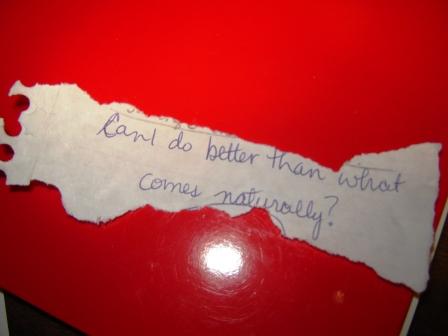 Can I do better than what
comes naturally?